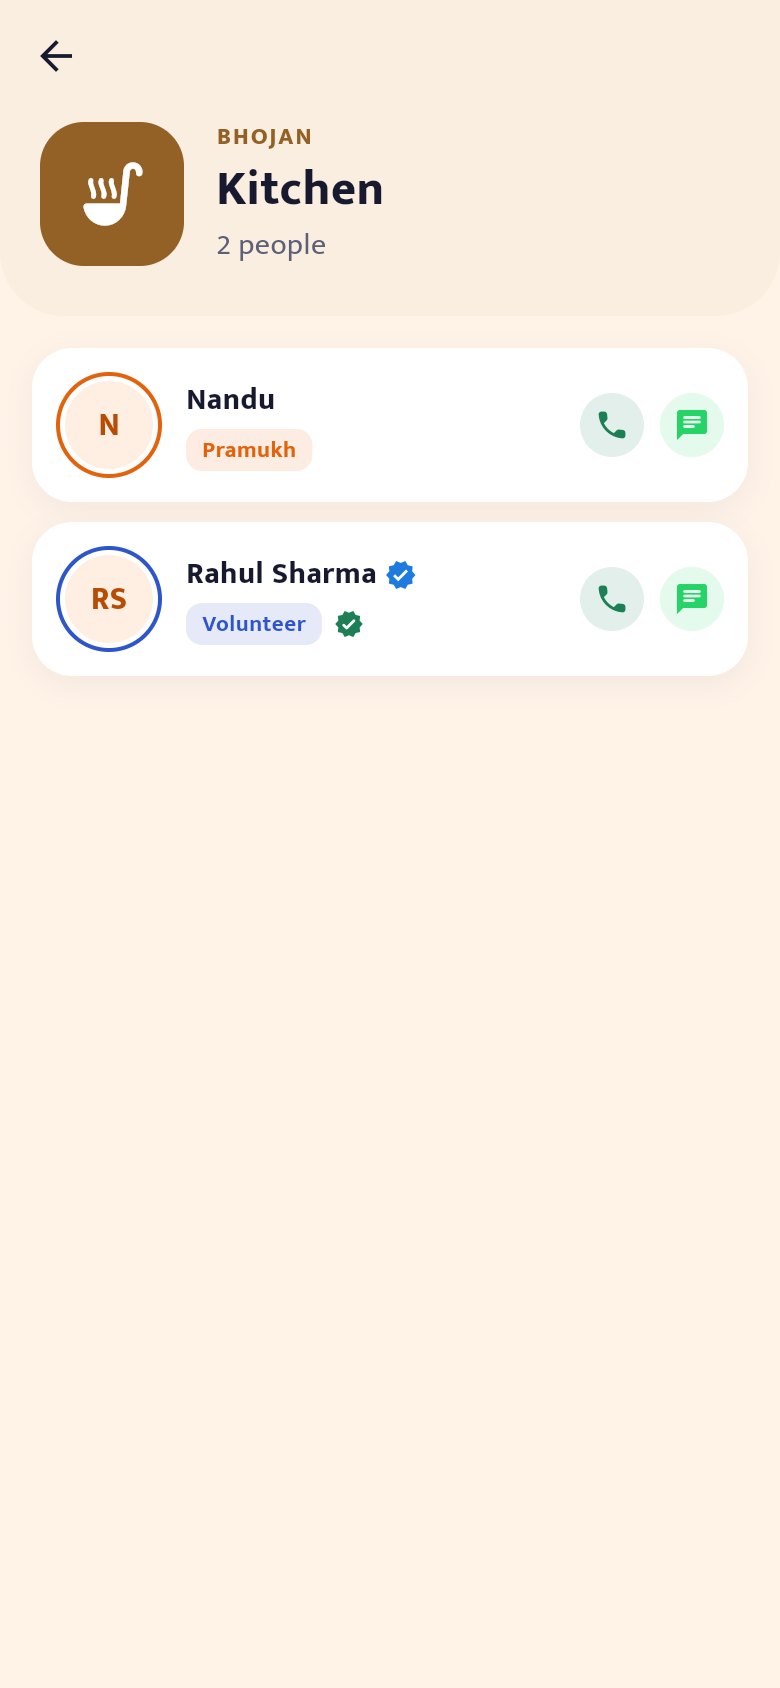 BHOJAN
Kitchen
2 people
N
Nandu
Pramukh
RS
Rahul Sharma
Volunteer